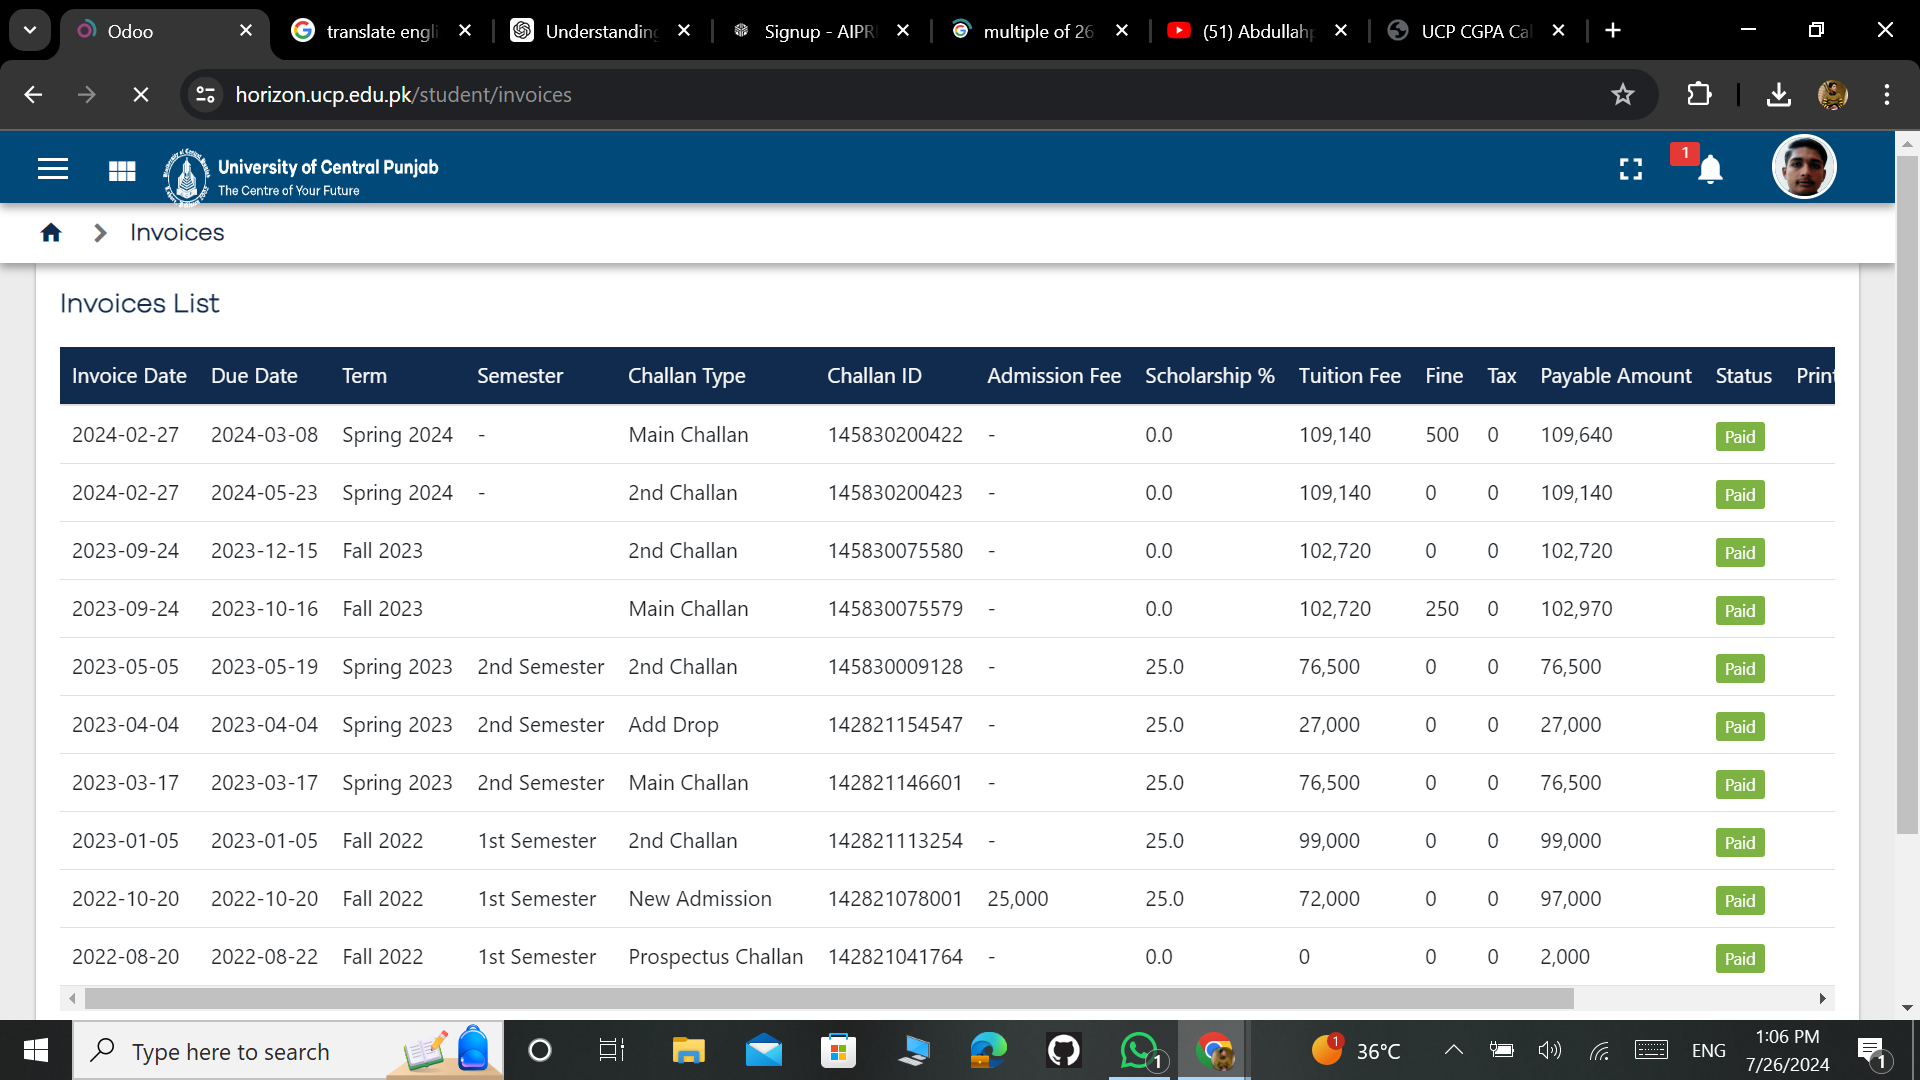 Odoo
translate engli
Understanding
Signup - AIPR
multiple of 26
(51) Abdullah
UCP CGPA Cal
horizon.ucp.edu.pk/student/invoices
University of Central Punjab
The Centre of Your Future
1
Invoices
Invoices List
Invoice Date Due Date Term Semester Challan Type Challan ID Admission Fee Scholarship % Tuition Fee Fine Tax Payable Amount Status Print
2024-02-27 2024-03-08 Spring 2024 - Main Challan 145830200422 - 0.0 109,140 500 0 109,640 Paid
2024-02-27 2024-05-23 Spring 2024 - 2nd Challan 145830200423 - 0.0 109,140 0 0 109,140 Paid
2023-09-24 2023-12-15 Fall 2023 2nd Challan 145830075580 - 0.0 102,720 0 0 102,720 Paid
2023-09-24 2023-10-16 Fall 2023 Main Challan 145830075579 - 0.0 102,720 250 0 102,970 Paid
2023-05-05 2023-05-19 Spring 2023 2nd Semester 2nd Challan 145830009128 - 25.0 76,500 0 0 76,500 Paid
2023-04-04 2023-04-04 Spring 2023 2nd Semester Add Drop 142821154547 - 25.0 27,000 0 0 27,000 Paid
2023-03-17 2023-03-17 Spring 2023 2nd Semester Main Challan 142821146601 - 25.0 76,500 0 0 76,500 Paid
2023-01-05 2023-01-05 Fall 2022 1st Semester 2nd Challan 142821113254 - 25.0 99,000 0 0 99,000 Paid
2022-10-20 2022-10-20 Fall 2022 1st Semester New Admission 142821078001 25,000 25.0 72,000 0 0 97,000 Paid
2022-08-20 2022-08-22 Fall 2022 1st Semester Prospectus Challan 142821041764 - 0.0 0 0 0 2,000 Paid
Type here to search
1
1
36°C
ENG
1:06 PM
7/26/2024
1